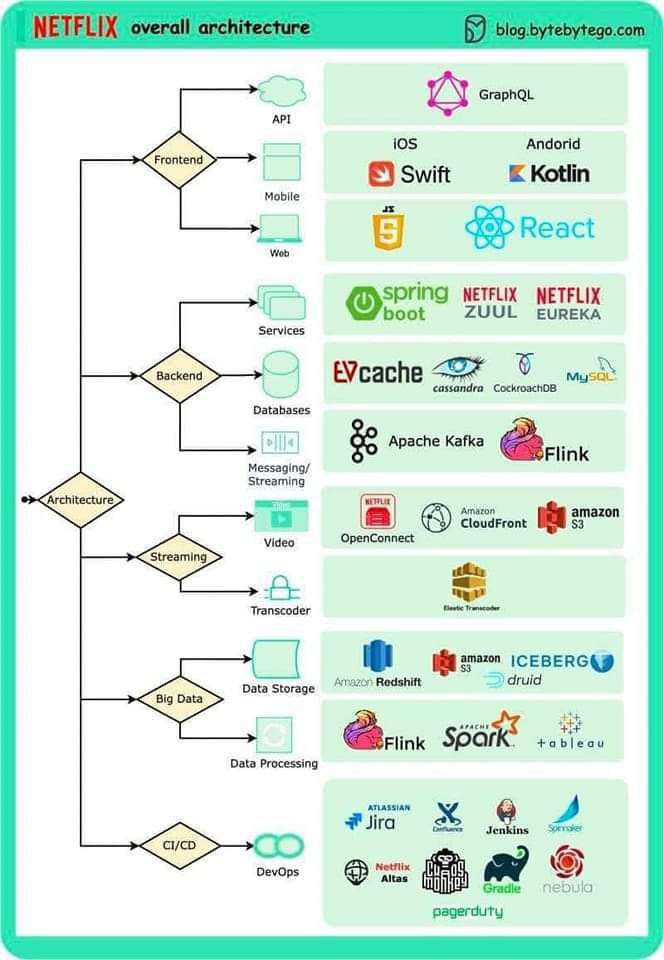 NETFLIX overall architecture
blog.bytebytego.com
Architecture
Frontend
API
GraphQL
Mobile
iOS
Swift
Andorid
Kotlin
Web
JS
React
Backend
Services
spring
boot
NETFLIX
ZUUL
NETFLIX
EUREKA
Databases
EVcache
cassandra
CockroachDB
MySQL
Messaging/
Streaming
Apache Kafka
Flink
Streaming
Video
NETFLIX
OpenConnect
Amazon
CloudFront
amazon
S3
Transcoder
Elastic Transcoder
Big Data
Data Storage
Amazon Redshift
amazon
S3
ICEBERG
druid
Data Processing
Flink
APACHE
Spark
tableau
CI/CD
DevOps
ATLASSIAN
Jira
Confluence
Jenkins
Spinnaker
Netflix
Altas
CHAOS
MONKEY
Gradle
nebula
pagerduty